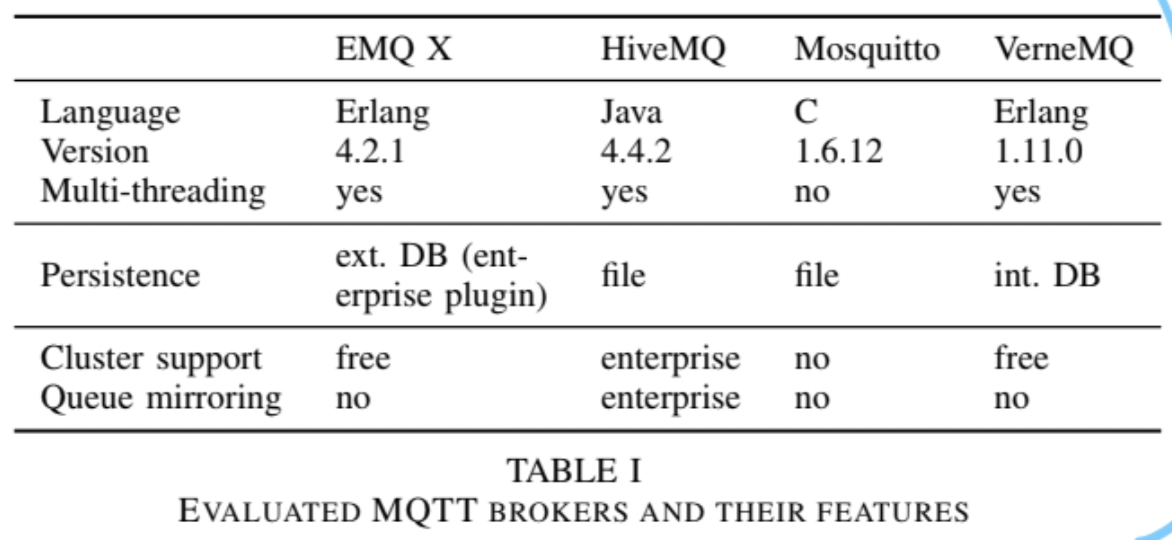 EMQ X HiveMQ Mosquitto VerneMQ
Language Erlang Java C Erlang
Version 4.2.1 4.4.2 1.6.12 1.11.0
Multi-threading yes yes no yes
Persistence ext. DB (ent- file file int. DB
erprise plugin)
Cluster support free enterprise no free
Queue mirroring no enterprise no no
TABLE I
EVALUATED MQTT BROKERS AND THEIR FEATURES